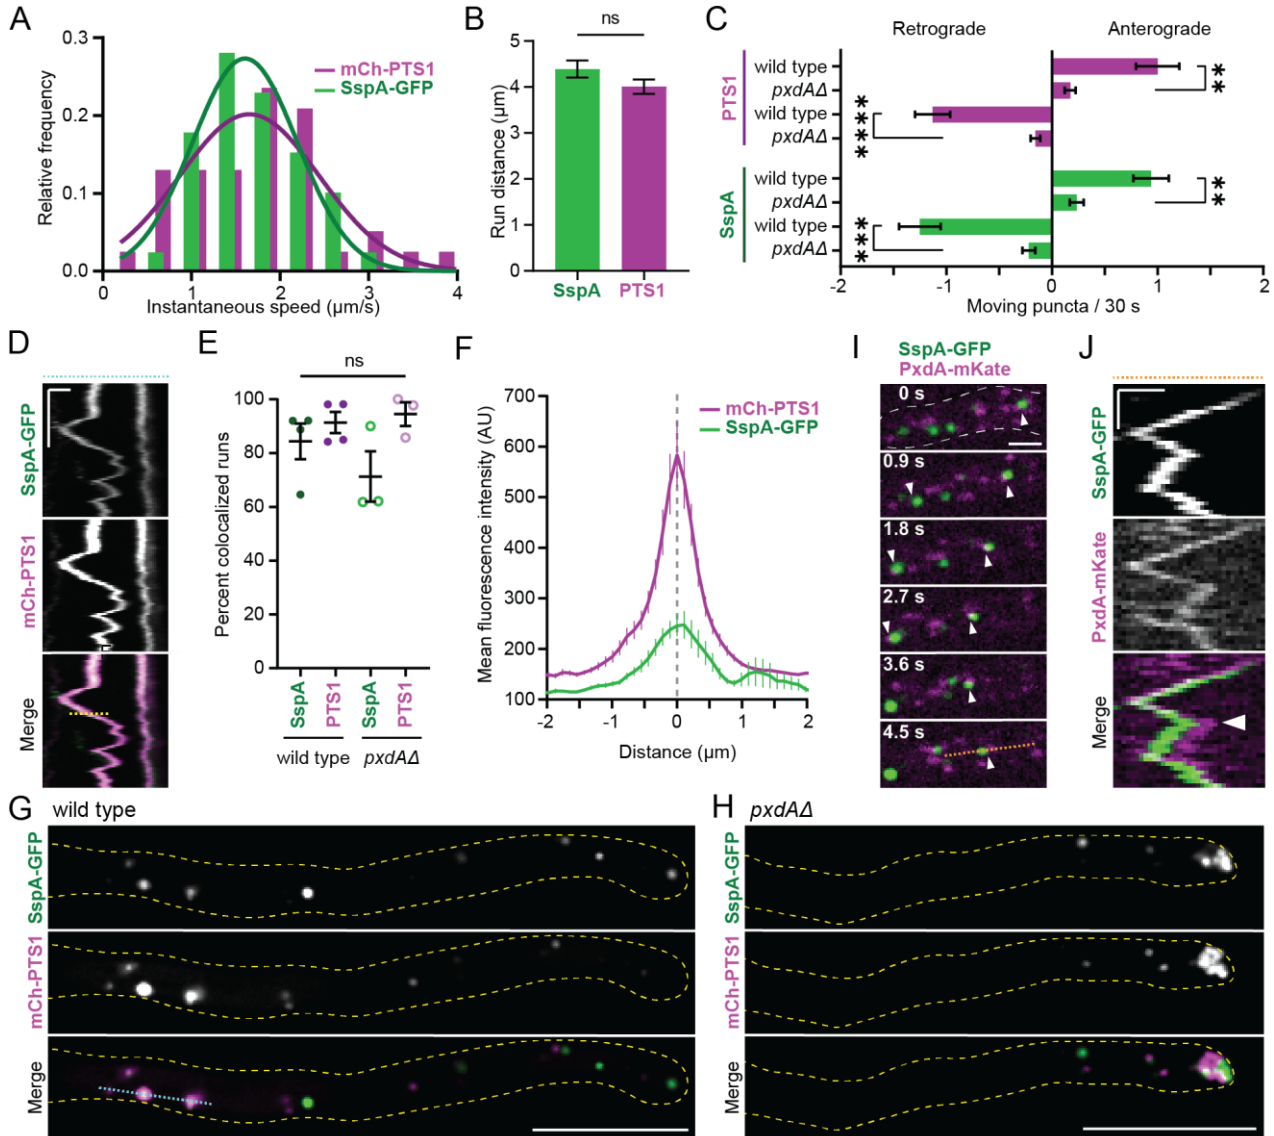 A
0.3
0.2
0.1
0.0
Relative frequency
mCh-PTS1
SspA-GFP
0
1
2
3
4
Instantaneous speed (µm/s)
B
ns
5
4
3
2
1
0
Run distance (µm)
SspA
PTS1
C
Retrograde
Anterograde
PTS1
wild type
pxdAΔ
wild type
pxdAΔ
SspA
wild type
pxdAΔ
wild type
pxdAΔ
**
****
**
***
-2
-1
0
1
2
Moving puncta / 30 s
D
SspA-GFP
mCh-PTS1
Merge
E
ns
100
80
60
40
20
0
Percent colocalized runs
SspA
PTS1
SspA
PTS1
wild type
pxdAΔ
F
700
600
500
400
300
200
100
Mean fluorescence intensity (AU)
mCh-PTS1
SspA-GFP
-2
-1
0
1
2
Distance (µm)
I
SspA-GFP
PxdA-mKate
0 s
0.9 s
1.8 s
2.7 s
3.6 s
4.5 s
J
SspA-GFP
PxdA-mKate
Merge
G
wild type
SspA-GFP
mCh-PTS1
Merge
H
pxdAΔ
SspA-GFP
mCh-PTS1
Merge